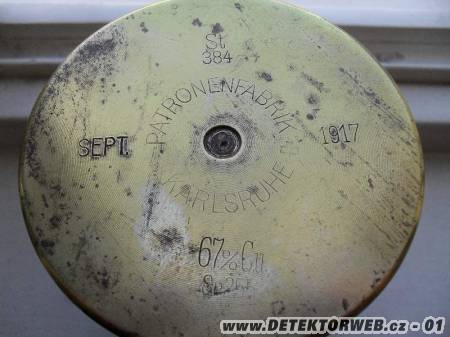 St
384
PATRONENFABRIK
KARLSRUHE
SEPT.
1917
67% Cu
www.DETEKTORWEB.cz - 01